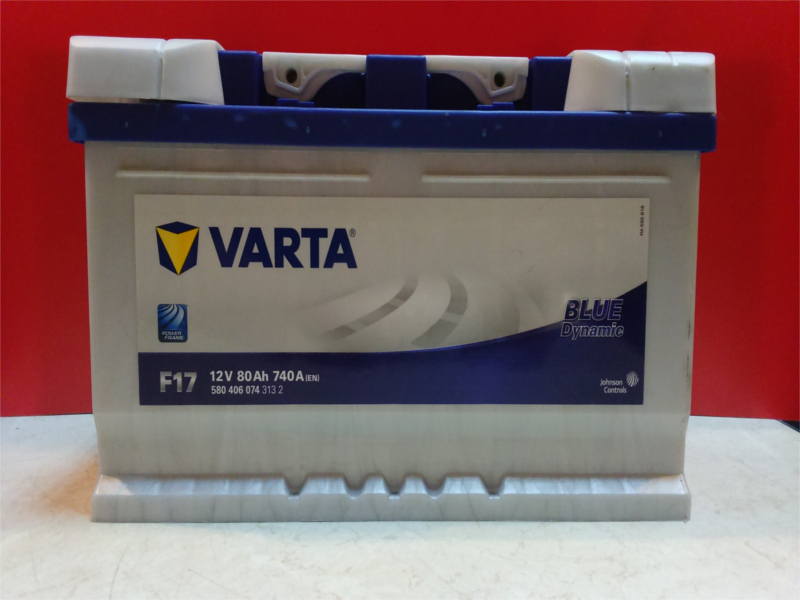 VARTA®
POWER
FRAME
BLUE
Dynamic
F17
12V 80Ah 740A (EN)
580 406 074 313 2
Johnson
Controls